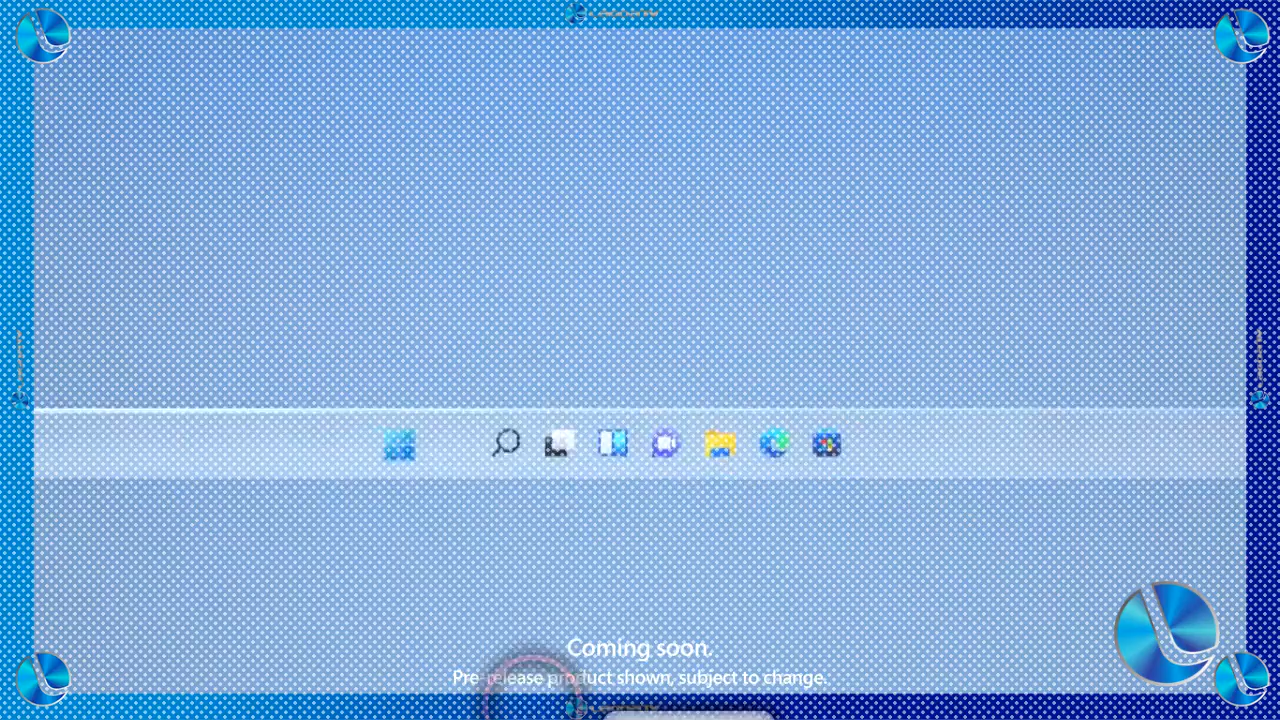 Coming soon.
Pre-release product shown, subject to change.